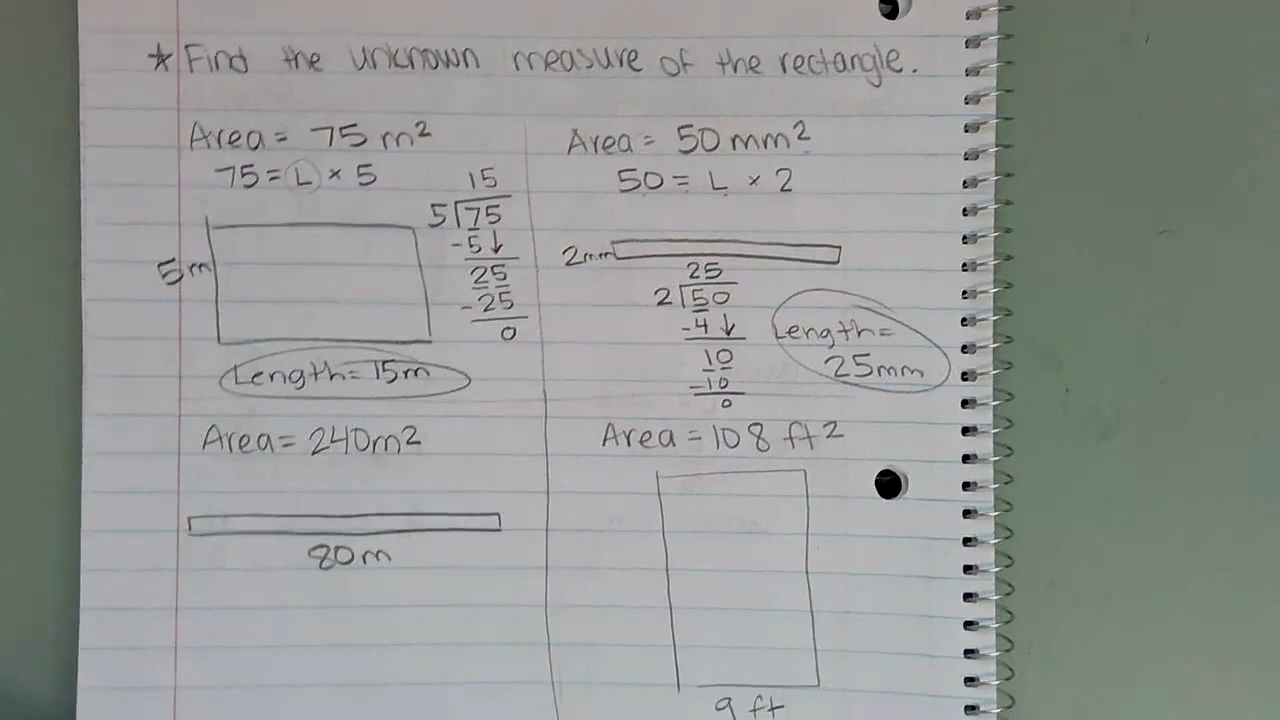 ★ Find the unknown measure of the rectangle.
Area = 75 m²
75 = L × 5
15
5)75
-5↓
25
-25
0
5m
Length = 15m
Area = 50 mm²
50 = L × 2
2mm
25
2)50
-4↓
10
-10
0
Length =
25mm
Area = 240m²
80m
Area = 108 ft²
9 ft